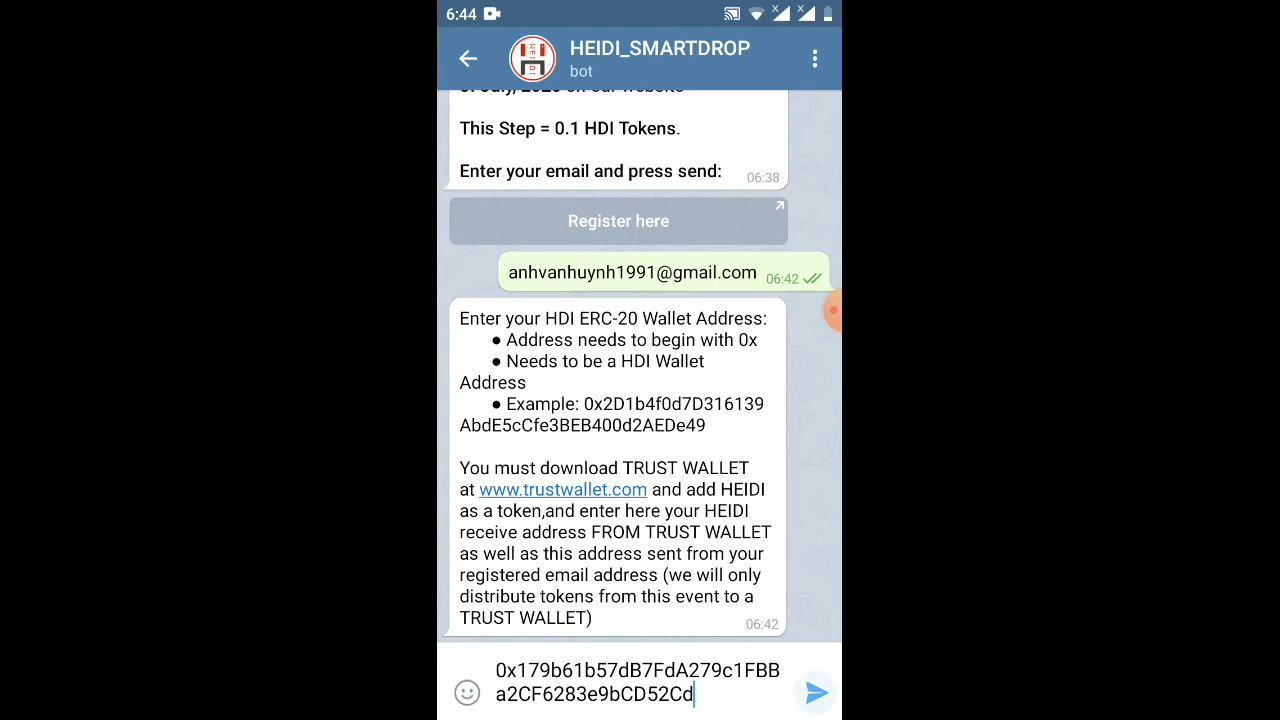 6:44
HEIDI_SMARTDROP
bot
This Step = 0.1 HDI Tokens.
Enter your email and press send:
06:38
Register here
anhvanhuynh1991@gmail.com 06:42
Enter your HDI ERC-20 Wallet Address:
● Address needs to begin with 0x
● Needs to be a HDI Wallet
Address
● Example: 0x2D1b4f0d7D316139
AbdE5cCfe3BEB400d2AEDe49
You must download TRUST WALLET
at www.trustwallet.com and add HEIDI
as a token,and enter here your HEIDI
receive address FROM TRUST WALLET
as well as this address sent from your
registered email address (we will only
distribute tokens from this event to a
TRUST WALLET)
06:42
0x179b61b57dB7FdA279c1FBB
a2CF6283e9bCD52Cd